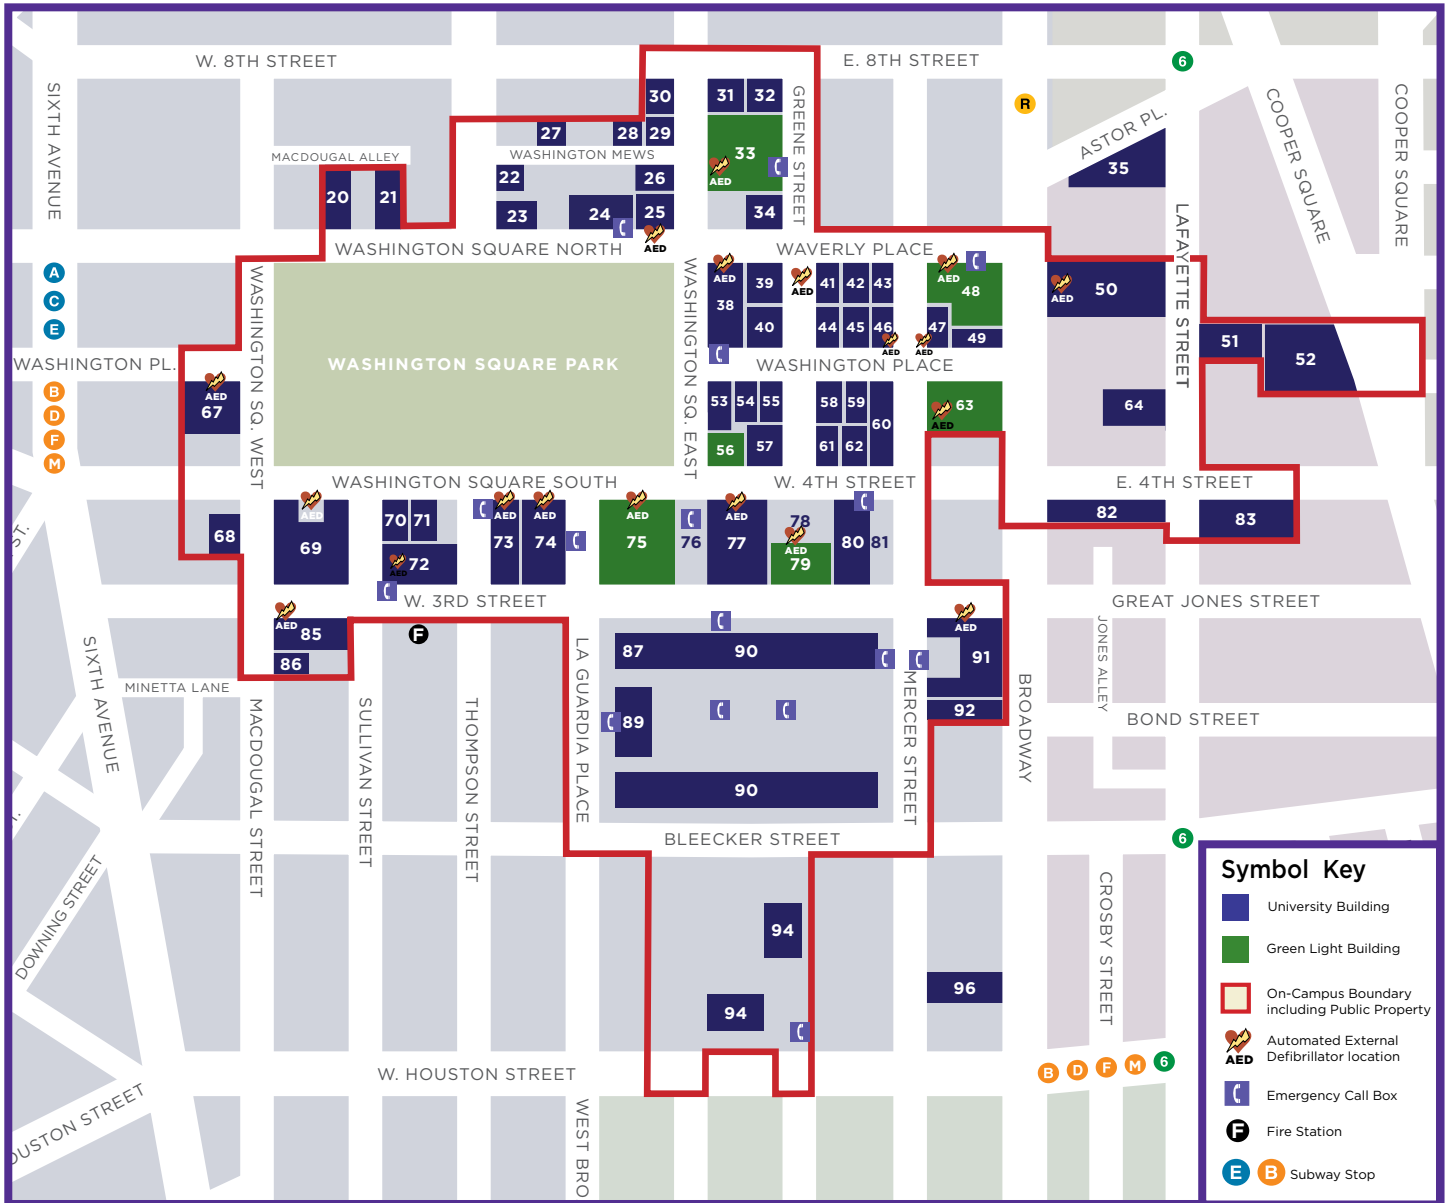 W. 8TH STREET
E. 8TH STREET
6
SIXTH AVENUE
R
GREENE STREET
COOPER SQUARE
COOPER SQUARE
ASTOR PL.
30
31
32
27
28
29
33
AED
MACDOUGAL ALLEY
WASHINGTON MEWS
35
20
21
22
26
23
24
25
34
AED
WASHINGTON SQUARE NORTH
WAVERLY PLACE
LAFAYETTE STREET
A
C
E
WASHINGTON SQ. WEST
WASHINGTON SQ. EAST
AED
38
39
AED
41
42
43
AED
48
AED
50
40
44
45
46
47
49
AED
AED
51
52
WASHINGTON PL.
WASHINGTON SQUARE PARK
WASHINGTON PLACE
B
D
F
M
AED
67
53
54
55
58
59
60
63
AED
64
56
57
61
62
WASHINGTON SQUARE SOUTH
W. 4TH STREET
E. 4TH STREET
ST.
68
AED
69
70
71
AED
72
AED
73
AED
74
AED
75
76
AED
77
78
AED
79
80
81
82
83
W. 3RD STREET
GREAT JONES STREET
AED
85
86
F
SIXTH AVENUE
MINETTA LANE
LA GUARDIA PLACE
87
90
89
90
AED
91
92
MERCER STREET
BROADWAY
JONES ALLEY
BOND STREET
MACDOUGAL STREET
SULLIVAN STREET
THOMPSON STREET
BLEECKER STREET
6
T.
DOWNING STREET
CROSBY STREET
94
94
96
W. HOUSTON STREET
B
D
F
M
6
OUSTON STREET
WEST BRO
Symbol Key
University Building
Green Light Building
On-Campus Boundary
including Public Property
Automated External
Defibrillator location
AED
Emergency Call Box
F
Fire Station
E
B
Subway Stop